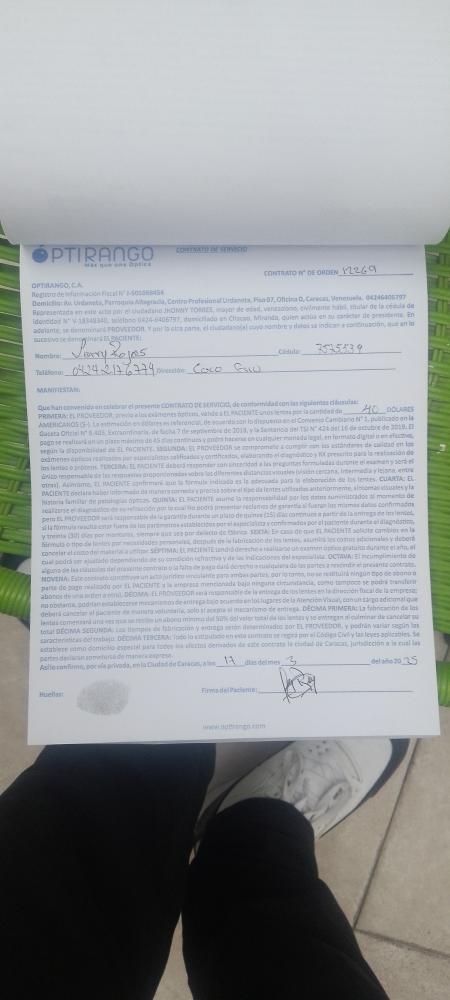 ÓPTIRANGO
Más que una Óptica
CONTRATO DE SERVICIO
CONTRATO N° DE ORDEN 12269
OPTIRANGO, C.A.
Registro de Información Fiscal N° J-501668454
Domicilio: Av. Urdaneta, Parroquia Altagracia, Centro Profesional Urdaneta, Piso 07, Oficina D, Caracas, Venezuela. 04246406797
Representada en este acto por el ciudadano JHONNY TORRES, mayor de edad, venezolano, civilmente hábil, titular de la cédula de
identidad N° V-18348340, teléfono 0424-6406797, domiciliado en Chacao, Miranda, quien actúa en su carácter de presidente. En
adelante, se denominará PROVEEDOR. Y por la otra parte, el ciudadano(a) cuyo nombre y datos se indican a continuación, que en lo
sucesivo se denominará EL PACIENTE:
Nombre: Cédula: 3575539
Teléfono: 04242176774 Dirección:
MANIFIESTAN:
Que han convenido en celebrar el presente CONTRATO DE SERVICIO, de conformidad con las siguientes cláusulas:
PRIMERA: EL PROVEEDOR, previo a los exámenes ópticos, vende a EL PACIENTE unos lentes por la cantidad de 40 DÓLARES
AMERICANOS ($-). La estimación en dólares es referencial, de acuerdo con lo dispuesto en el Convenio Cambiario N° 1, publicado en la
Gaceta Oficial N° 6.405, Extraordinaria, de fecha 7 de septiembre de 2018, y la Sentencia del TSJ N° 424 del 16 de octubre de 2019. El
pago se realizará en un plazo máximo de 45 días continuos y podrá hacerse en cualquier moneda legal, en formato digital o en efectivo,
según la disponibilidad de EL PACIENTE. SEGUNDA: EL PROVEEDOR se compromete a cumplir con los estándares de calidad en los
exámenes ópticos realizados por especialistas calificados y certificados, elaborando el diagnóstico y RX prescrito para la realización de
los lentes o prótesis. TERCERA: EL PACIENTE deberá responder con sinceridad a las preguntas formuladas durante el examen y será el
único responsable de las respuestas proporcionadas sobre las diferentes distancias visuales (visión cercana, intermedia y lejana, entre
otros). Asimismo, EL PACIENTE confirmará que la fórmula indicada es la adecuada para la elaboración de los lentes. CUARTA: EL
PACIENTE declara haber informado de manera correcta y precisa sobre el tipo de lentes utilizados anteriormente, síntomas visuales y la
historia familiar de patologías ópticas. QUINTA: EL PACIENTE asume la responsabilidad por los datos suministrados al momento de
realizarse el diagnóstico de su refracción por lo cual No podrá presentar reclamos de garantía si fueran los mismos datos confirmados
pero EL PROVEEDOR será responsable de la garantía durante un plazo de quince (15) días continuos a partir de la entrega de los lentes,
si la fórmula resulta estar fuera de los parámetros establecidos por el especialista y confirmados por el paciente durante el diagnóstico,
y treinta (30) días por monturas, siempre que sea por defecto de fábrica. SEXTA: En caso de que EL PACIENTE solicite cambios en la
fórmula o tipo de lentes por necesidades personales, después de la fabricación de los lentes, asumirá los costos adicionales y deberá
cancelar el costo del material a utilizar. SÉPTIMA: EL PACIENTE tendrá derecho a realizarse un examen óptico gratuito durante el año, el
cual podrá ser ajustado dependiendo de su condición refractiva y de las indicaciones del especialista. OCTAVA: El incumplimiento de
alguna de las cláusulas del presente contrato o la falta de pago dará derecho a cualquiera de las partes a rescindir el presente contrato.
NOVENA: Este contrato constituye un acto jurídico vinculante para ambas partes, por lo tanto, no se restituirá ningún tipo de abono o
parte de pago realizado por EL PACIENTE a la empresa mencionada bajo ninguna circunstancia, como tampoco se podrá transferir
abonos de una orden a otra). DÉCIMA: EL PROVEEDOR será responsable de la entrega de los lentes en la dirección fiscal de la empresa;
no obstante, podrían establecerse mecanismos de entrega bajo acuerdo en los lugares de la Atención Visual, con un cargo adicional que
deberá cancelar el paciente de manera voluntaria, solo si acepta el mecanismo de entrega. DÉCIMA PRIMERA: La fabricación de los
lentes comenzará una vez que se reciba un abono mínimo del 50% del valor total de los lentes y se entregan al culminar de cancelar su
total DÉCIMA SEGUNDA: Los tiempos de fabricación y entrega serán determinados por EL PROVEEDOR, y podrán variar según las
características del trabajo. DÉCIMA TERCERA: Todo lo estipulado en este contrato se regirá por el Código Civil y las leyes aplicables. Se
establece como domicilio especial para todos los efectos derivados de este contrato la ciudad de Caracas, jurisdicción a la cual las
partes declaran someterse de manera expresa.
Así lo confirmo, por vía privada, en la Ciudad de Caracas, a los 17 días del mes 3 del año 2025
Huellas: Firma del Paciente:
www.optirango.com